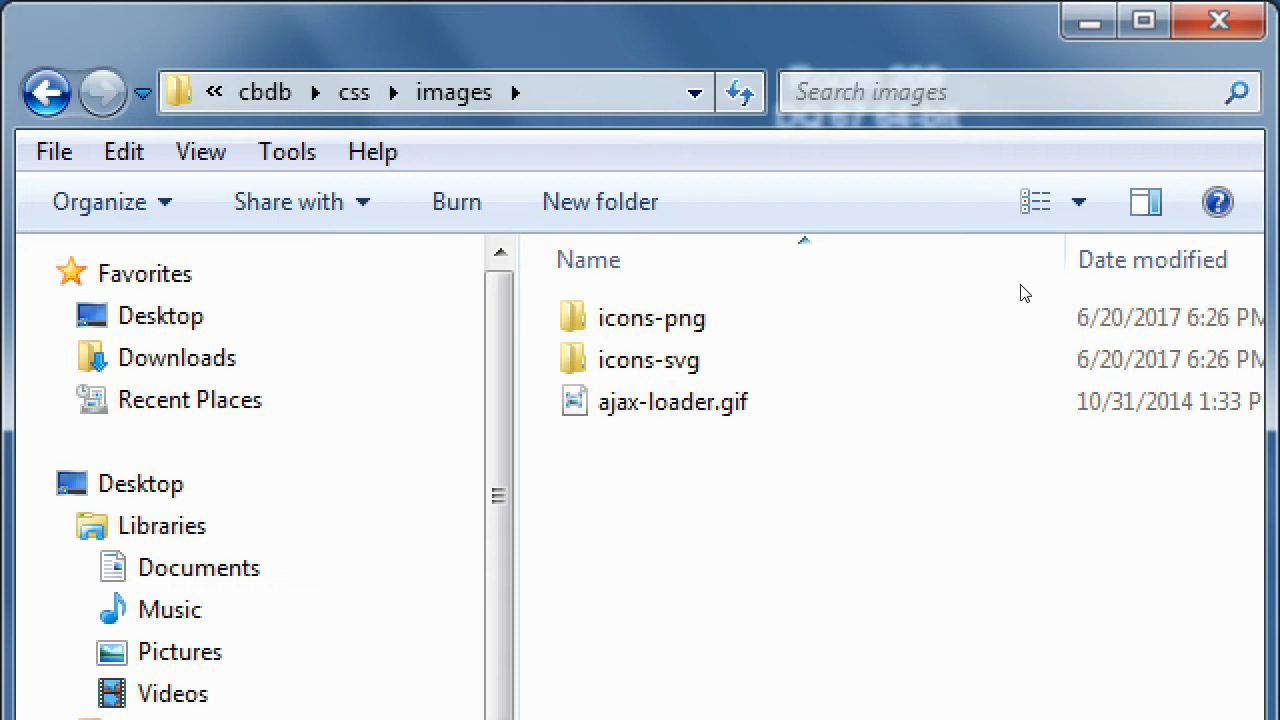 « cbdb ▸ css ▸ images ▸ Search images
File Edit View Tools Help
Organize Share with Burn New folder
Name Date modified
Favorites
Desktop
Downloads
Recent Places
Desktop
Libraries
Documents
Music
Pictures
Videos
icons-png 6/20/2017 6:26 PM
icons-svg 6/20/2017 6:26 PM
ajax-loader.gif 10/31/2014 1:33 P